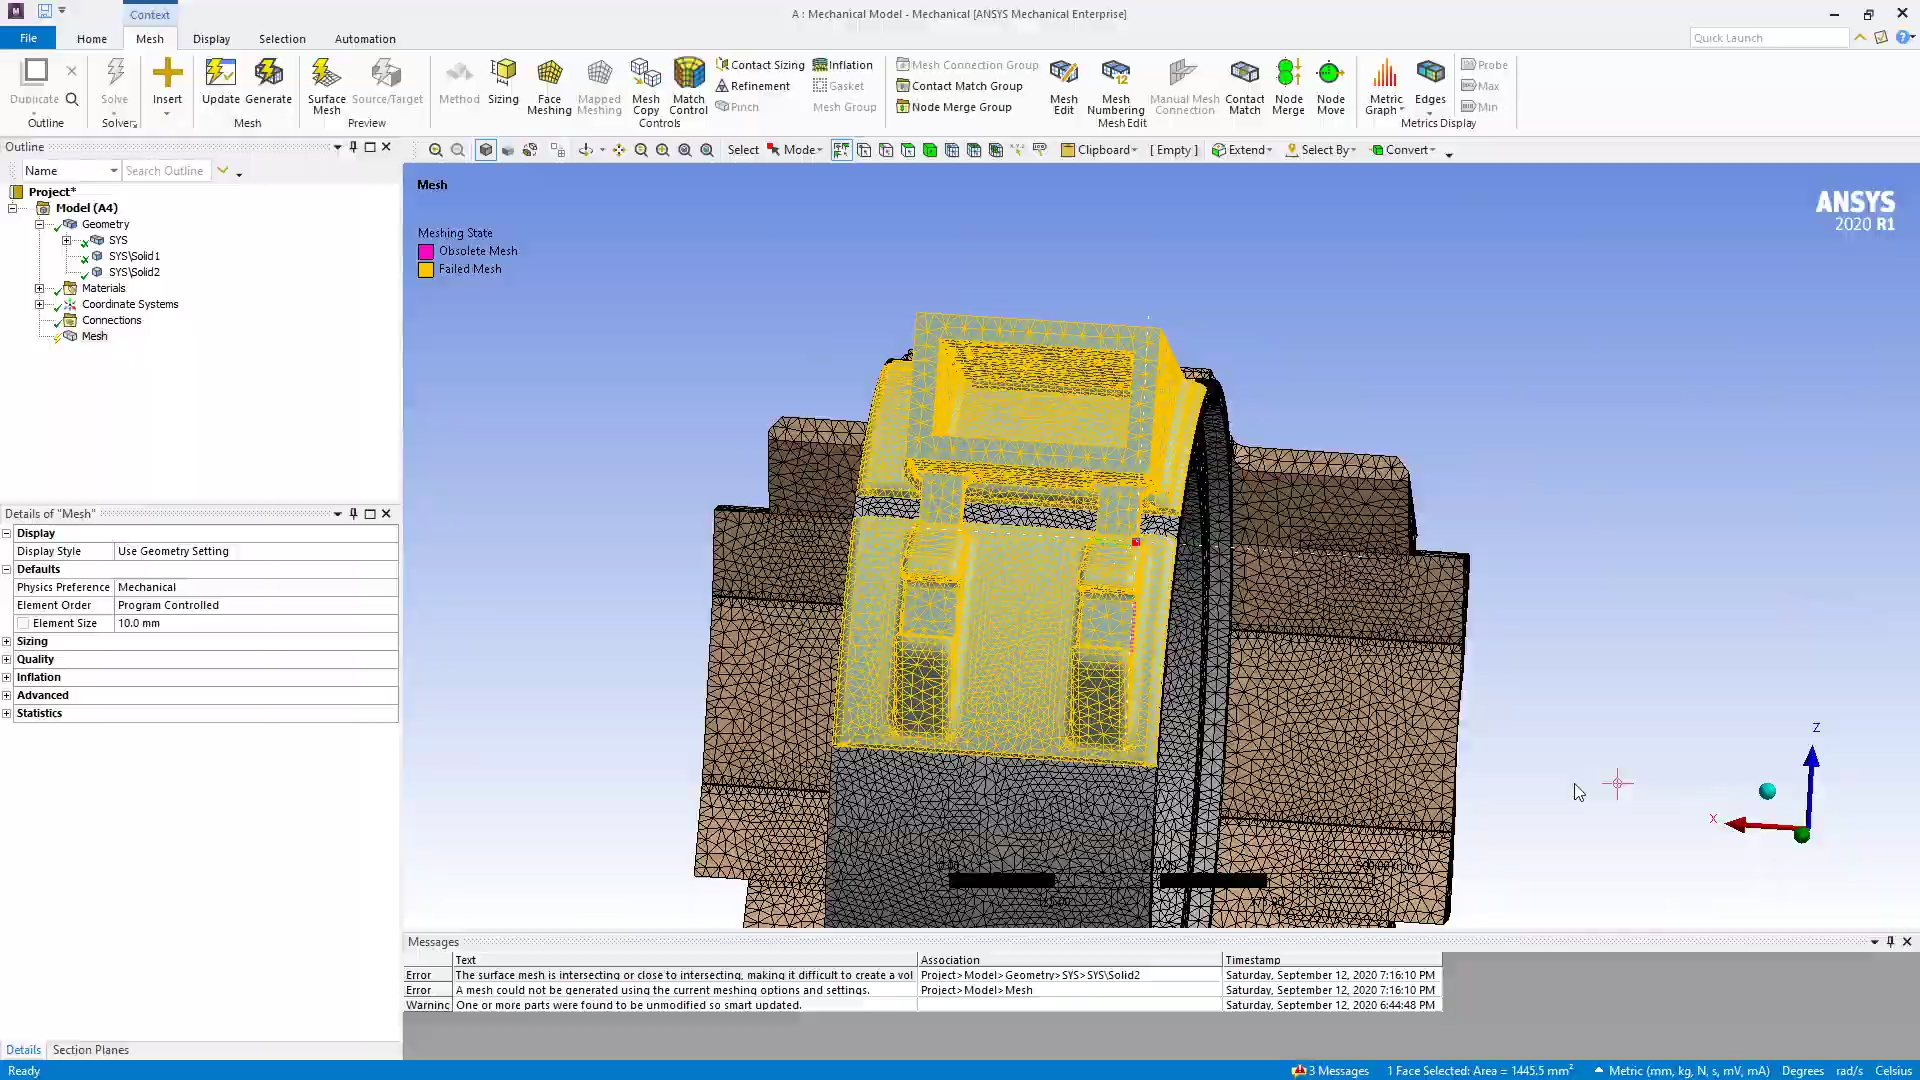 Context
A : Mechanical Model - Mechanical [ANSYS Mechanical Enterprise]
File Home Mesh Display Selection Automation
Quick Launch
Duplicate
Outline
Solve
Solver
Insert
Update
Generate
Mesh
Surface Mesh
Source/Target
Preview
Method
Sizing
Face Meshing
Mapped Meshing
Mesh Copy
Match Control
Contact Sizing
Refinement
Pinch
Inflation
Gasket
Mesh Group
Controls
Mesh Connection Group
Contact Match Group
Node Merge Group
Mesh Edit
Mesh Numbering
Manual Mesh Connection
Contact Match
Node Merge
Node Move
Mesh Edit
Metric Graph
Edges
Probe
Max
Min
Metrics Display
Outline
Select Mode Clipboard [ Empty ] Extend Select By Convert
Name Search Outline
Project*
Model (A4)
Geometry
SYS
SYS\Solid1
SYS\Solid2
Materials
Coordinate Systems
Connections
Mesh
Mesh
Meshing State
Obsolete Mesh
Failed Mesh
ANSYS
2020 R1
Z
X
Details of "Mesh"
Display
Display Style Use Geometry Setting
Defaults
Physics Preference Mechanical
Element Order Program Controlled
Element Size 10.0 mm
Sizing
Quality
Inflation
Advanced
Statistics
Messages
Text Association Timestamp
Error The surface mesh is intersecting or close to intersecting, making it difficult to create a vol Project>Model>Geometry>SYS>SYS\Solid2 Saturday, September 12, 2020 7:16:10 PM
Error A mesh could not be generated using the current meshing options and settings. Project>Model>Mesh Saturday, September 12, 2020 7:16:10 PM
Warning One or more parts were found to be unmodified so smart updated. Saturday, September 12, 2020 6:44:48 PM
Details Section Planes
Ready
3 Messages 1 Face Selected: Area = 1445.5 mm² Metric (mm, kg, N, s, mV, mA) Degrees rad/s Celsius